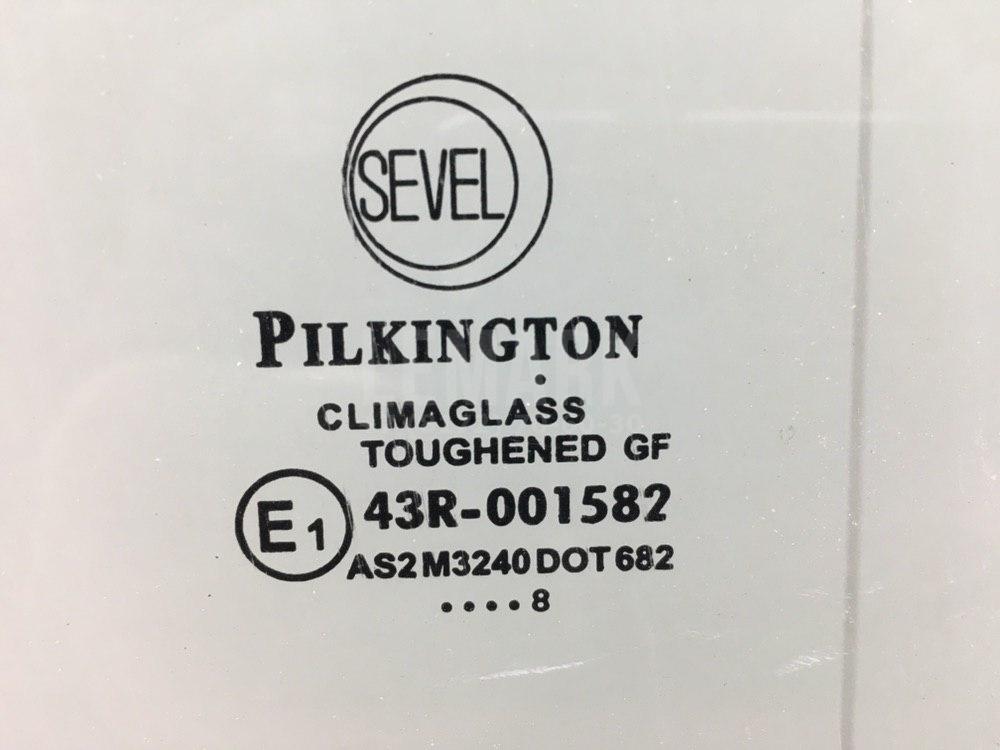 SEVEL
PILKINGTON
CLIMAGLASS
TOUGHENED GF
E1 43R-001582
AS2 M3240 DOT 682
....8